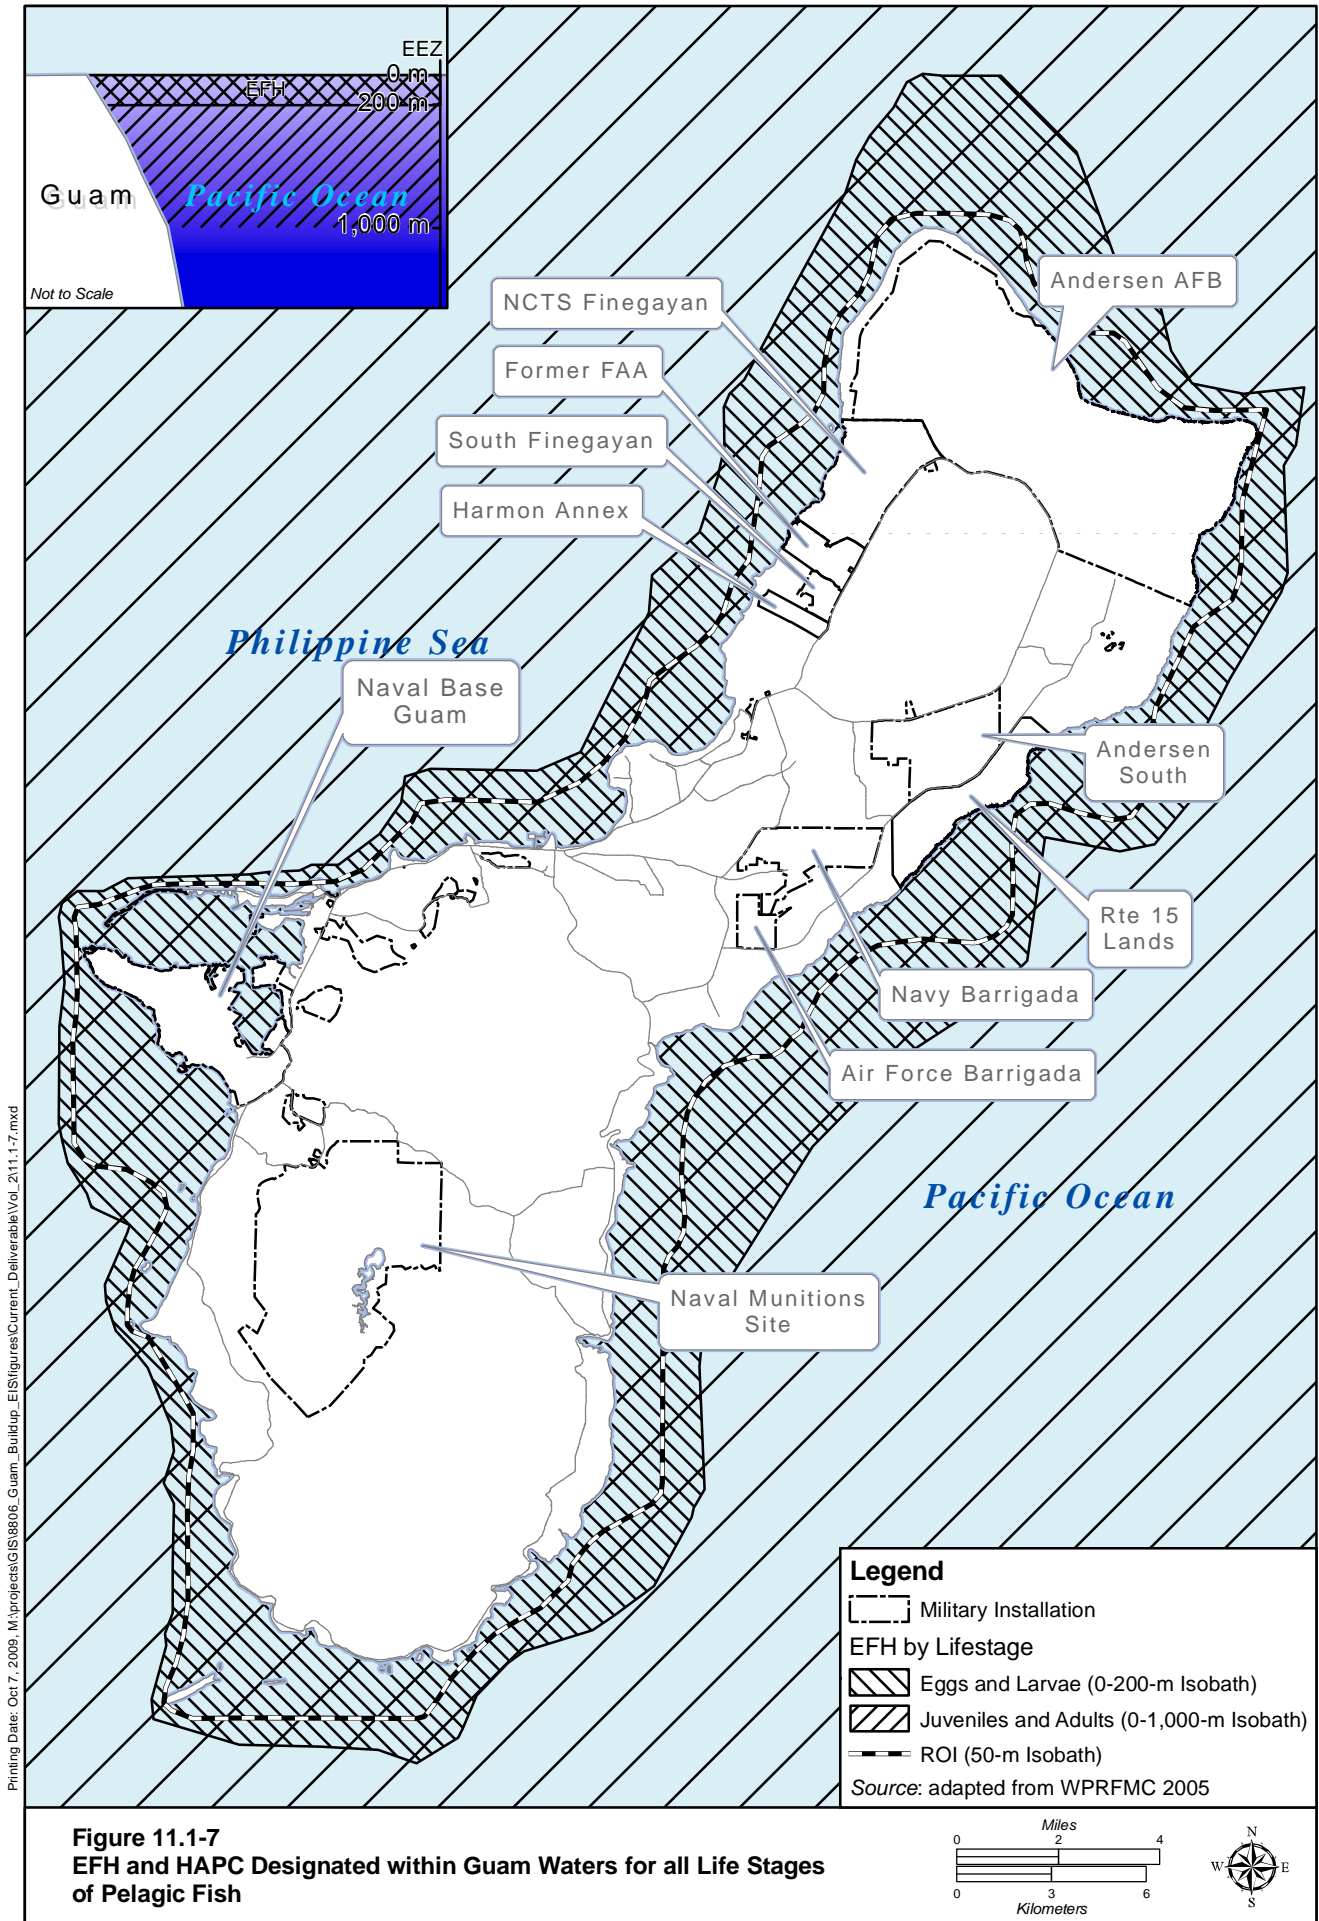 EEZ
0 m
EFH
200 m
Guam
Pacific Ocean
1,000 m
Not to Scale
Andersen AFB
NCTS Finegayan
Former FAA
South Finegayan
Harmon Annex
Philippine Sea
Naval Base
Guam
Andersen
South
Rte 15
Lands
Navy Barrigada
Air Force Barrigada
Pacific Ocean
Naval Munitions
Site
Legend
Military Installation
EFH by Lifestage
Eggs and Larvae (0-200-m Isobath)
Juveniles and Adults (0-1,000-m Isobath)
ROI (50-m Isobath)
Source: adapted from WPRFMC 2005
Printing Date: Oct 7, 2009, M:\projects\GIS\8806_Guam_Buildup_EIS\figures\Current_Deliverable\Vol_2\11.1-7.mxd
Figure 11.1-7
EFH and HAPC Designated within Guam Waters for all Life Stages
of Pelagic Fish
Miles
0 2 4
0 3 6
Kilometers
N
W E
S